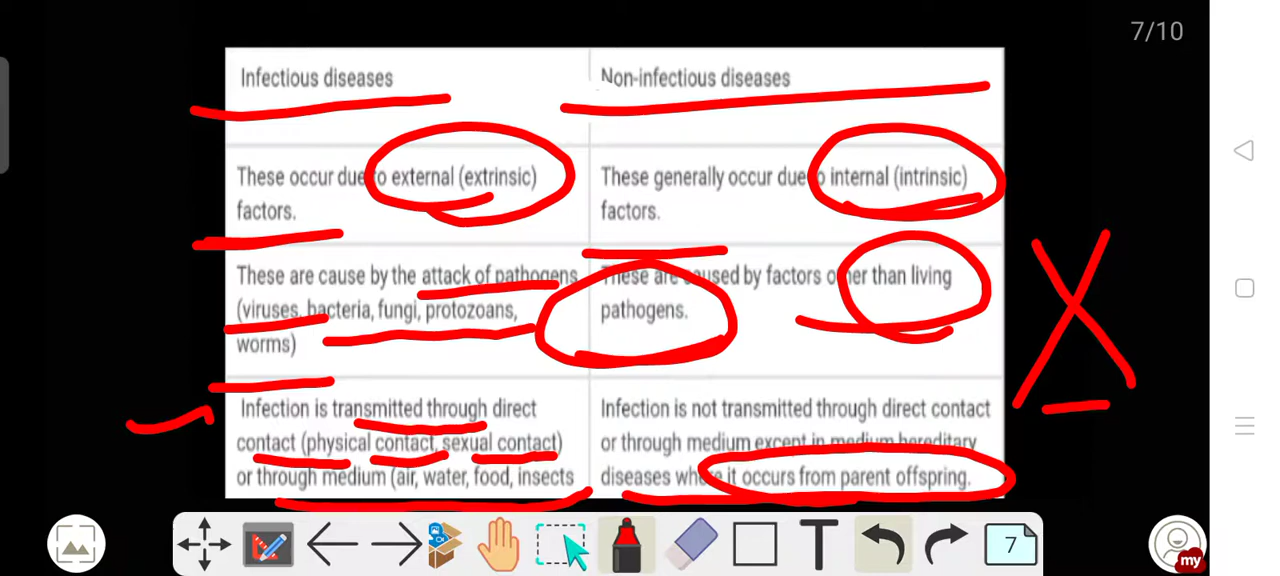 7/10
Infectious diseases
Non-infectious diseases
These occur due to external (extrinsic)
factors.
These generally occur due to internal (intrinsic)
factors.
These are cause by the attack of pathogens
(viruses, bacteria, fungi, protozoans,
worms)
These are caused by factors other than living
pathogens.
Infection is transmitted through direct
contact (physical contact, sexual contact)
or through medium (air, water, food, insects
Infection is not transmitted through direct contact
or through medium except in medium hereditary
diseases where it occurs from parent offspring.
T
7
my